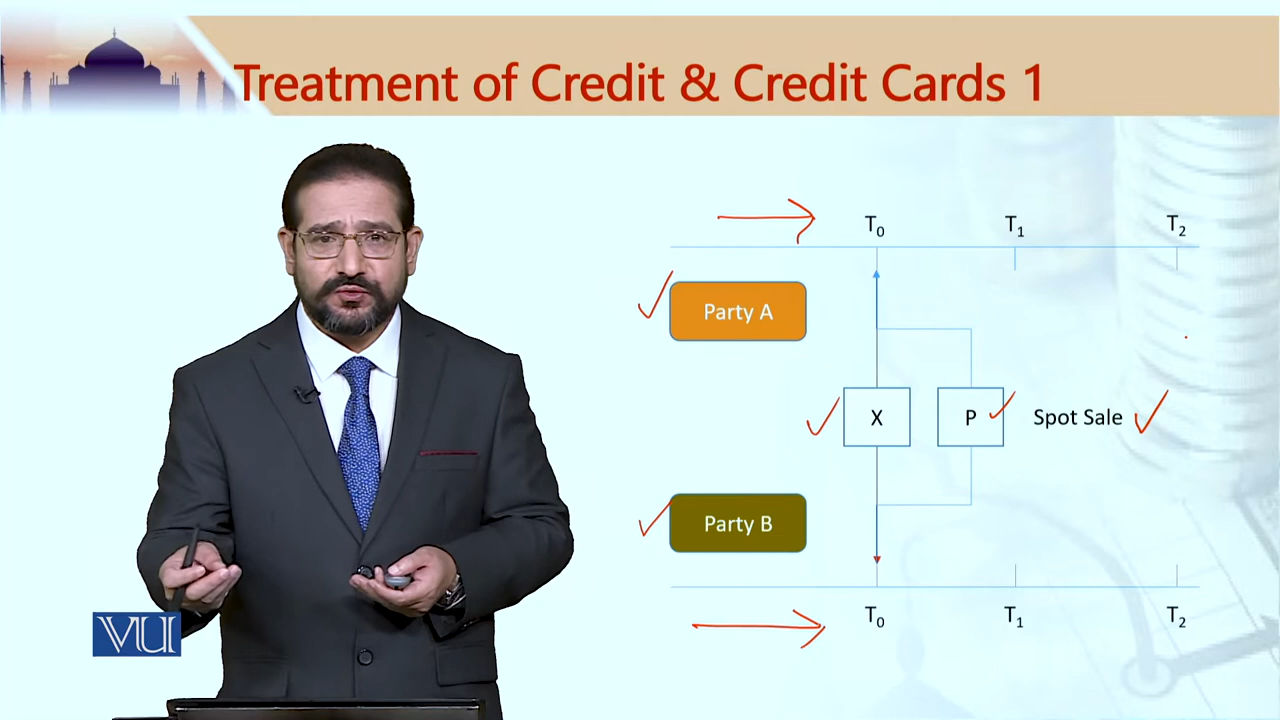 Treatment of Credit & Credit Cards 1
T₀ T₁ T₂
Party A
X P Spot Sale
Party B
T₀ T₁ T₂
VU